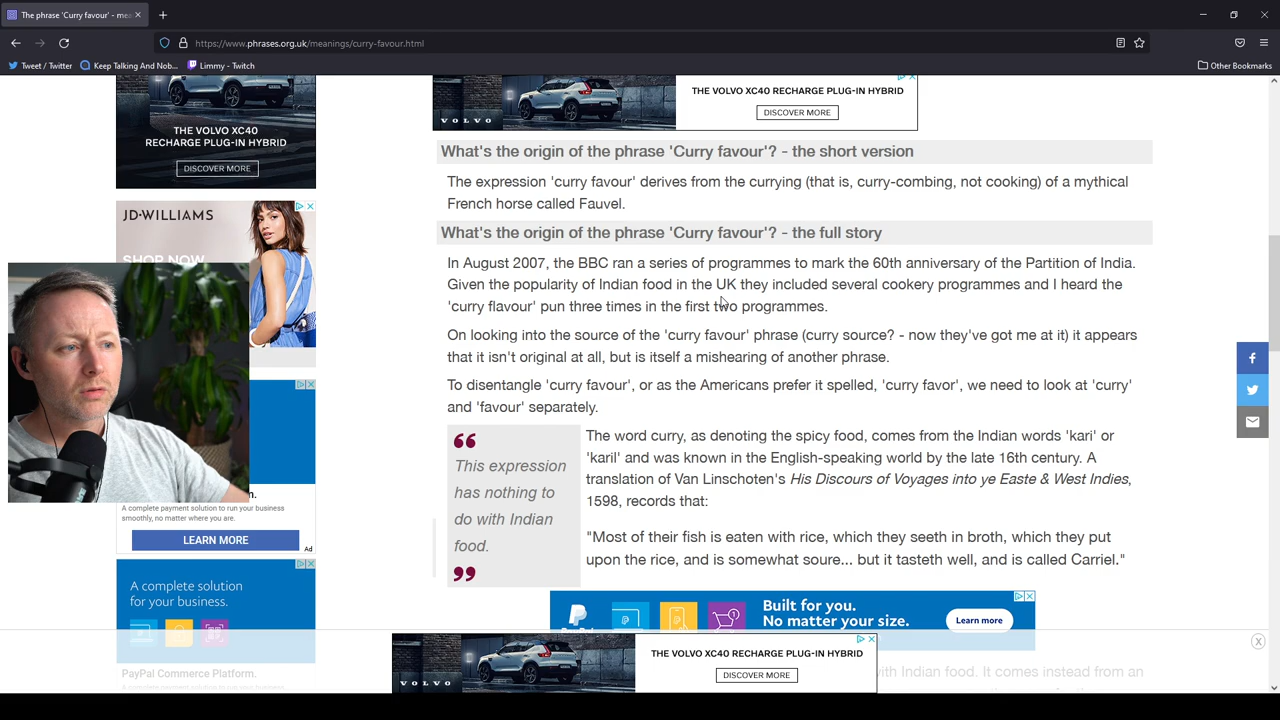 The phrase 'Curry favour' - mea
https://www.phrases.org.uk/meanings/curry-favour.html
Tweet / Twitter
Keep Talking And Nob...
Limmy - Twitch
Other Bookmarks
THE VOLVO
XC40 RECHARGE PLUG-IN HYBRID
DISCOVER MORE
VOLVO
THE VOLVO XC40 RECHARGE PLUG-IN HYBRID
DISCOVER MORE
What's the origin of the phrase 'Curry favour'? - the short version
The expression 'curry favour' derives from the currying (that is, curry-combing, not cooking) of a mythical
French horse called Fauvel.
What's the origin of the phrase 'Curry favour'? - the full story
In August 2007, the BBC ran a series of programmes to mark the 60th anniversary of the Partition of India.
Given the popularity of Indian food in the UK they included several cookery programmes and I heard the
'curry flavour' pun three times in the first two programmes.
On looking into the source of the 'curry favour' phrase (curry source? - now they've got me at it) it appears
that it isn't original at all, but is itself a mishearing of another phrase.
To disentangle 'curry favour', or as the Americans prefer it spelled, 'curry favor', we need to look at 'curry'
and 'favour' separately.
This expression
has nothing to
do with Indian
food.
The word curry, as denoting the spicy food, comes from the Indian words 'kari' or
'karil' and was known in the English-speaking world by the late 16th century. A
translation of Van Linschoten's His Discours of Voyages into ye Easte & West Indies,
1598, records that:
"Most of their fish is eaten with rice, which they seeth in broth, which they put
upon the rice, and is somewhat soure... but it tasteth well, and is called Carriel."
JD-WILLIAMS
SHOP NOW
A complete payment solution to run your business
smoothly, no matter where you are.
LEARN MORE
Ad
A complete solution
for your business.
PayPal Commerce Platform.
Built for you.
No matter your size.
Learn more
VOLVO
THE VOLVO XC40 RECHARGE PLUG-IN HYBRID
DISCOVER MORE
th Indian food. It comes instead from an